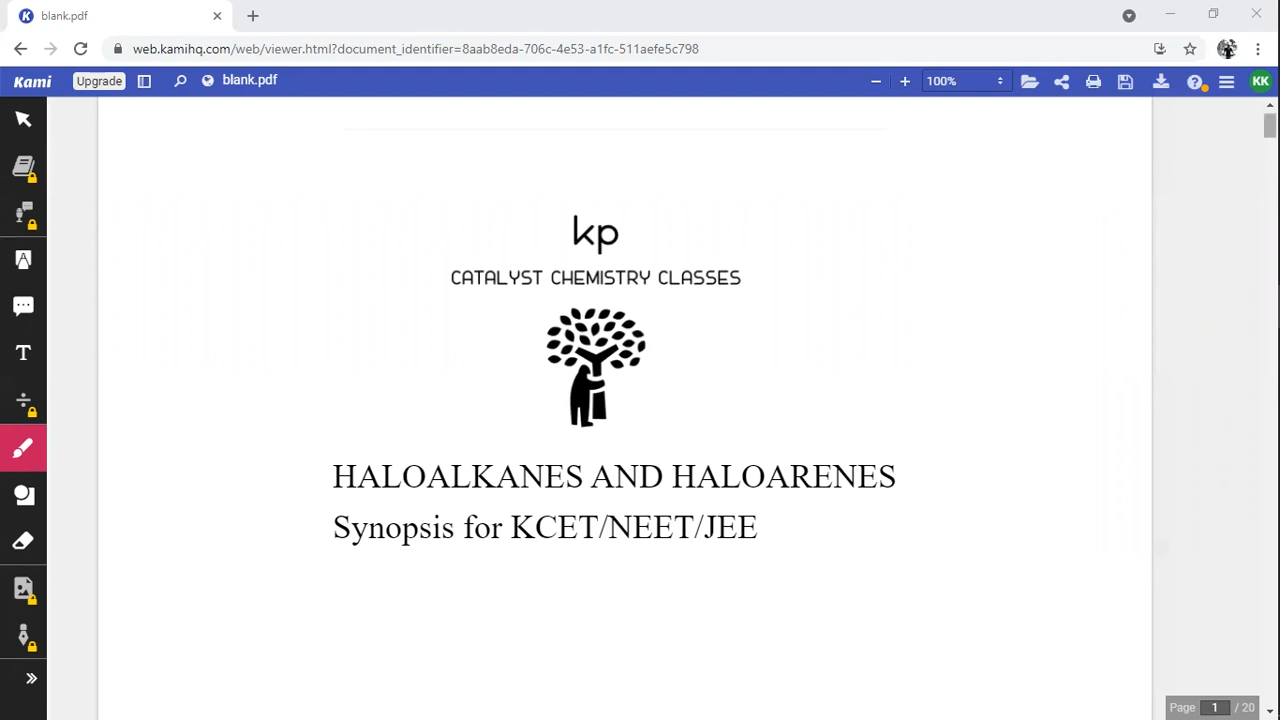 blank.pdf
web.kamihq.com/web/viewer.html?document_identifier=8aab8eda-706c-4e53-a1fc-511aefe5c798
Kami Upgrade blank.pdf 100% KK
kp
CATALYST CHEMISTRY CLASSES
HALOALKANES AND HALOARENES
Synopsis for KCET/NEET/JEE
Page 1 / 20